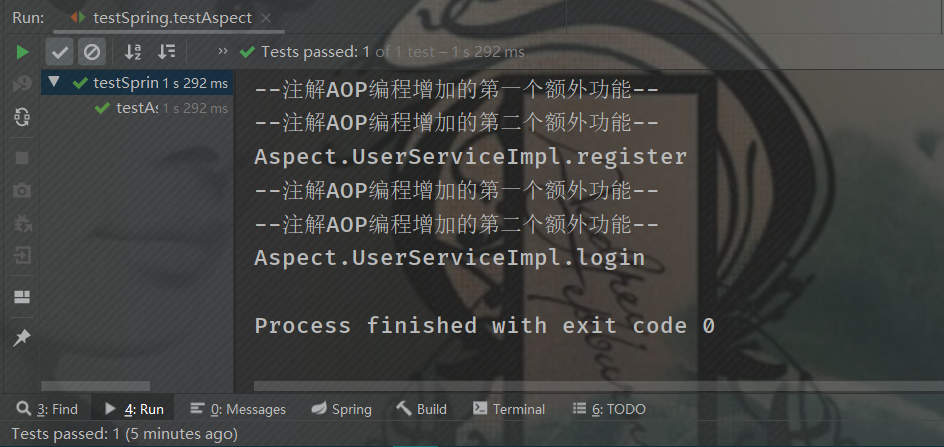 Run: testSpring.testAspect
Tests passed: 1 of 1 test – 1 s 292 ms
testSprin 1 s 292 ms
testAs 1 s 292 ms
--注解AOP编程增加的第一个额外功能--
--注解AOP编程增加的第二个额外功能--
Aspect.UserServiceImpl.register
--注解AOP编程增加的第一个额外功能--
--注解AOP编程增加的第二个额外功能--
Aspect.UserServiceImpl.login
Process finished with exit code 0
3: Find 4: Run 0: Messages Spring Build Terminal 6: TODO
Tests passed: 1 (5 minutes ago)